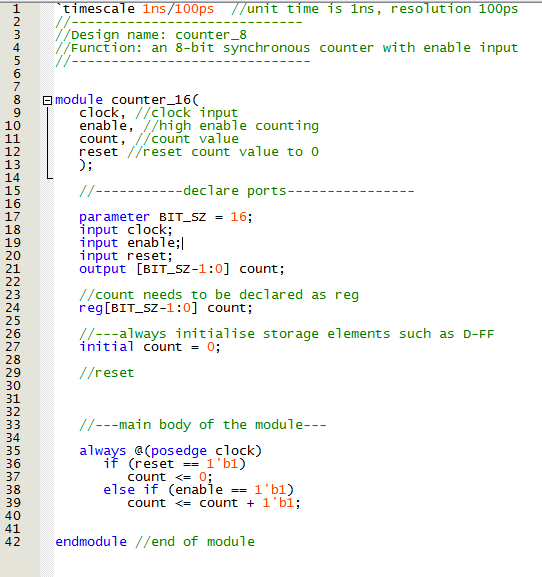 1 `timescale 1ns/100ps //unit time is 1ns, resolution 100ps
2 //-----------------------------
3 //Design name: counter_8
4 //Function: an 8-bit synchronous counter with enable input
5 //------------------------------
6
7
8 module counter_16(
9 clock, //clock input
10 enable, //high enable counting
11 count, //count value
12 reset //reset count value to 0
13 );
14
15 //-----------declare ports----------------
16
17 parameter BIT_SZ = 16;
18 input clock;
19 input enable;
20 input reset;
21 output [BIT_SZ-1:0] count;
22
23 //count needs to be declared as reg
24 reg[BIT_SZ-1:0] count;
25
26 //---always initialise storage elements such as D-FF
27 initial count = 0;
28
29 //reset
30
31
32
33 //---main body of the module---
34
35 always @(posedge clock)
36 if (reset == 1'b1)
37 count <= 0;
38 else if (enable == 1'b1)
39 count <= count + 1'b1;
40
41
42 endmodule //end of module